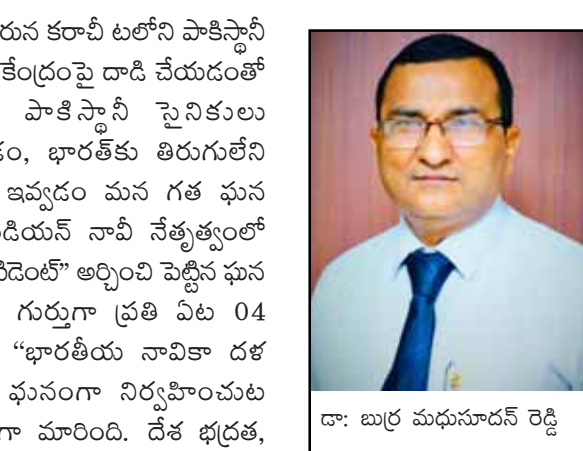 కరాచీ టలోని పాకిస్థానీ
కేంద్రంపై దాడి చేయడంతో
పాకిస్థానీ సైనికులు
భారత్‌కు తిరుగులేని
ఇవ్వడం మన గత ఘన
నావీ నేతృత్వంలో
అర్పించి పెట్టిన ఘన
గుర్తుగా ప్రతి ఏట 04
“భారతీయ నావికా దళ
ఘనంగా నిర్వహించుట
మారింది. దేశ భద్రత,
డా: బుర్ర మధుసూదన్ రెడ్డి